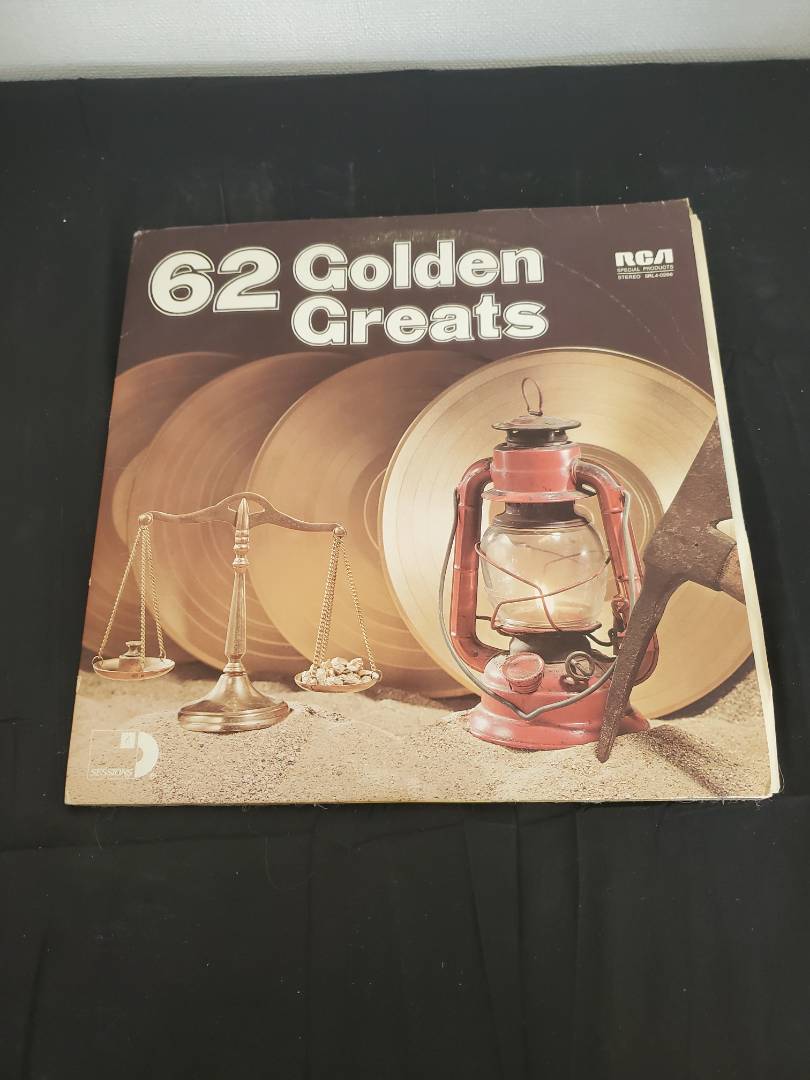 62 Golden
Greats
RCA
SPECIAL PRODUCTS
STEREO
SESSIONS